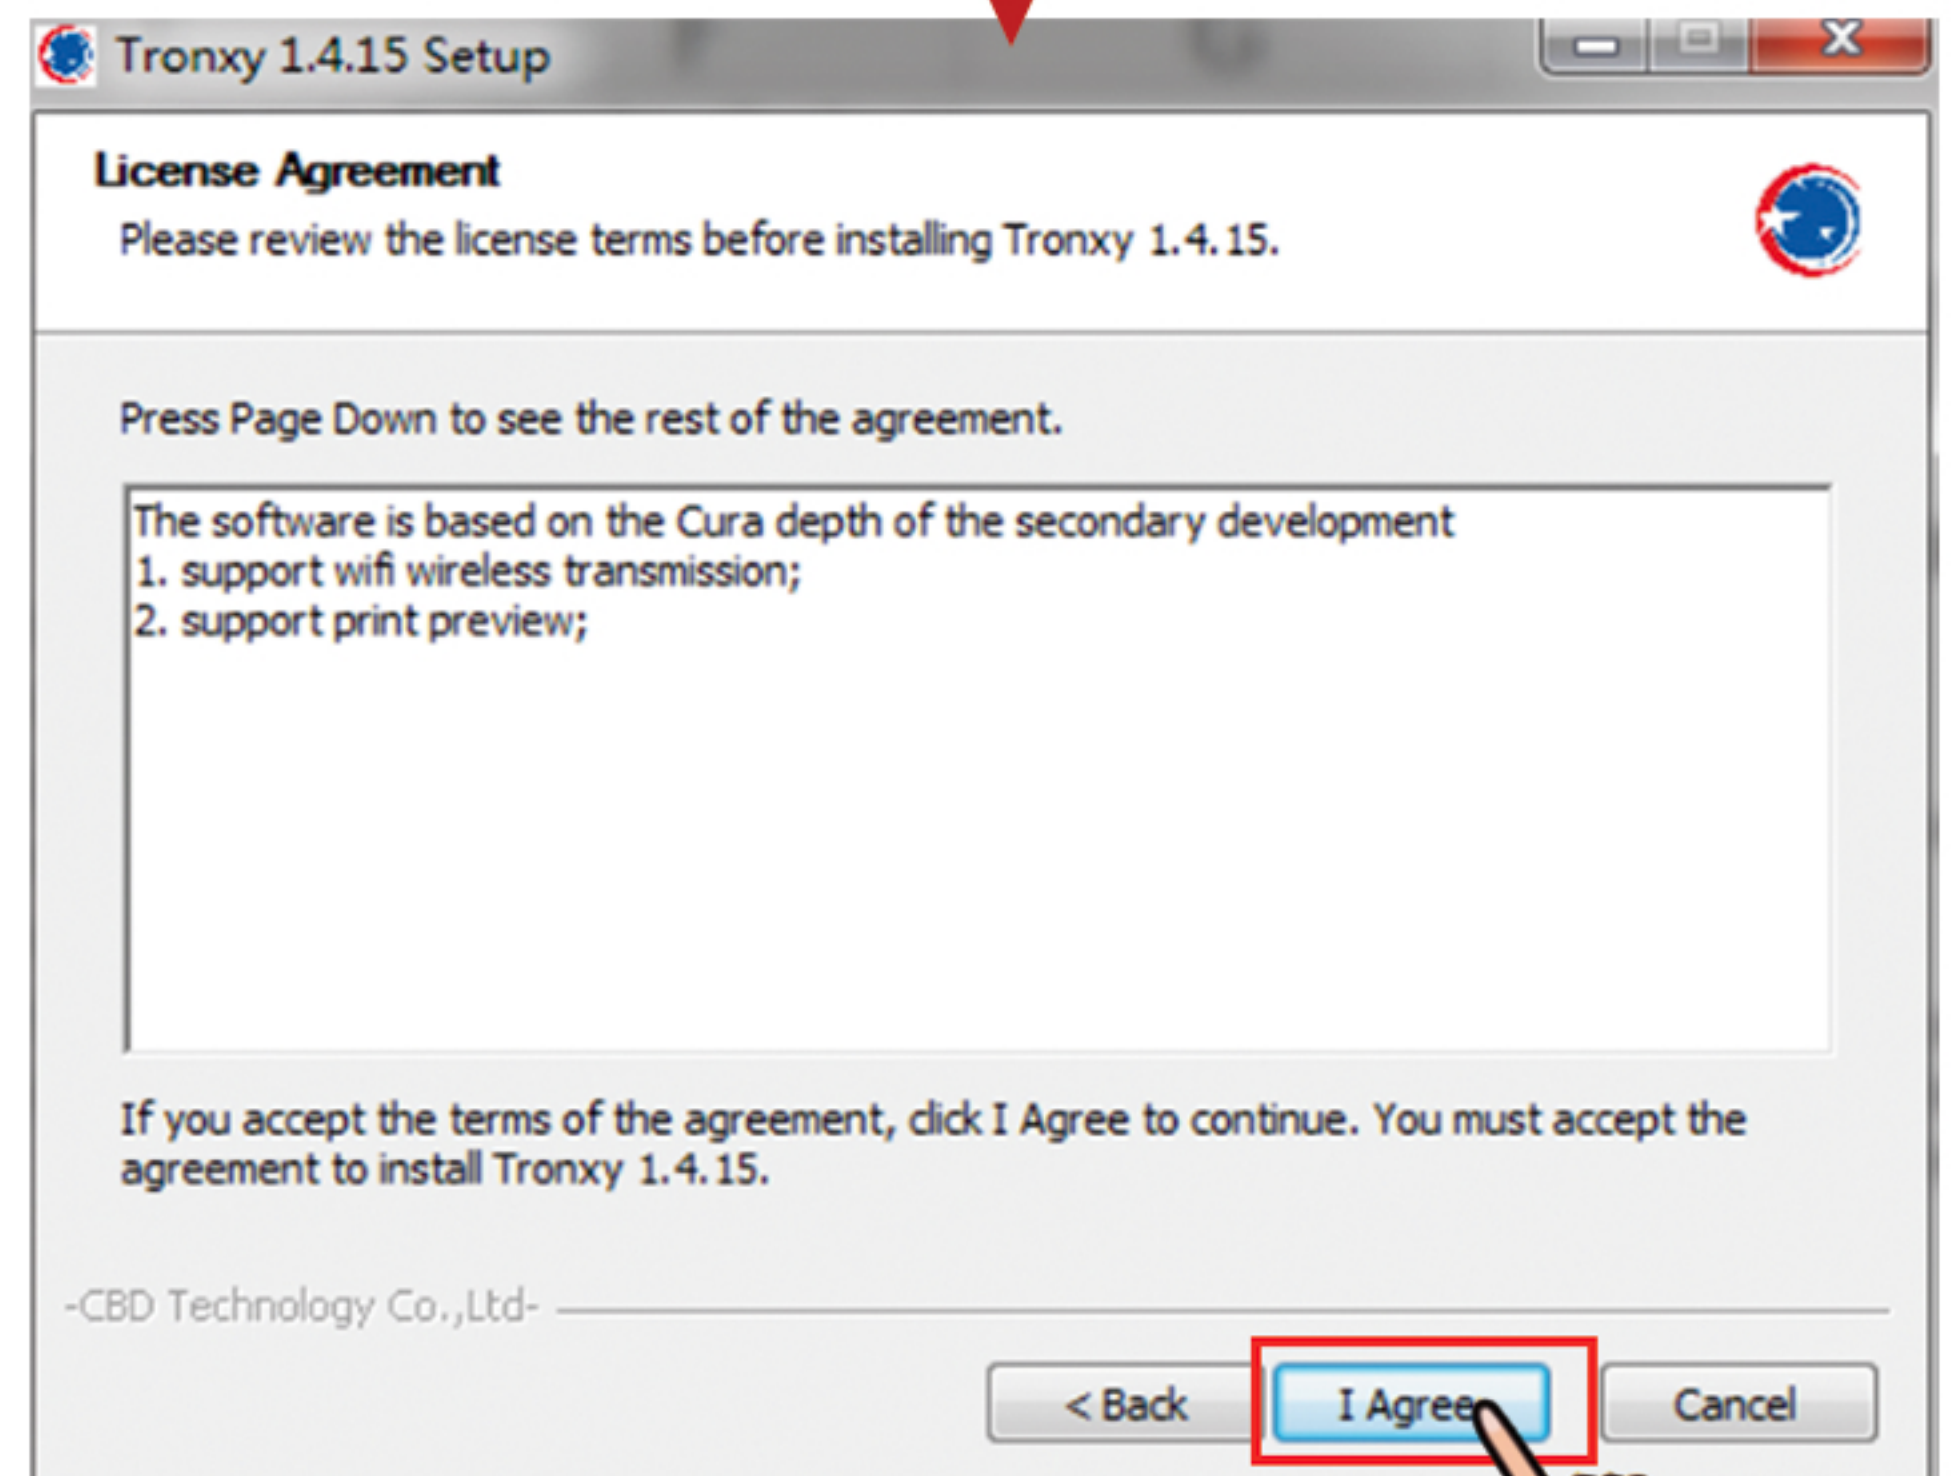 Tronxy 1.4.15 Setup
License Agreement
Please review the license terms before installing Tronxy 1.4.15.
Press Page Down to see the rest of the agreement.
The software is based on the Cura depth of the secondary development
1. support wifi wireless transmission;
2. support print preview;
If you accept the terms of the agreement, click I Agree to continue. You must accept the
agreement to install Tronxy 1.4.15.
-CBD Technology Co.,Ltd-
< Back
I Agree
Cancel